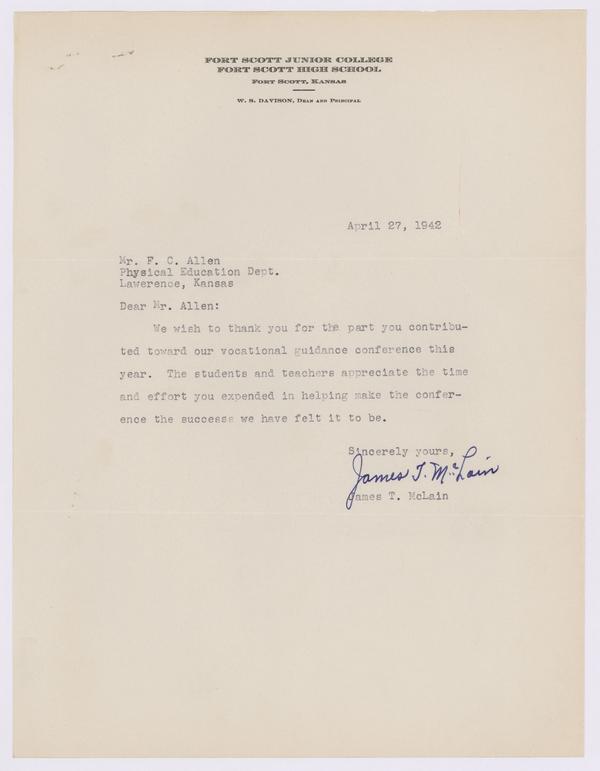 FORT SCOTT JUNIOR COLLEGE
FORT SCOTT HIGH SCHOOL
FORT SCOTT, KANSAS
W. S. DAVISON, DEAN AND PRINCIPAL
April 27, 1942
Mr. F. C. Allen
Physical Education Dept.
Lawerence, Kansas
Dear Mr. Allen:
We wish to thank you for the part you contribu-
ted toward our vocational guidance conference this
year. The students and teachers appreciate the time
and effort you expended in helping make the confer-
ence the success we have felt it to be.
Sincerely yours,
James T. McLain
James T. McLain